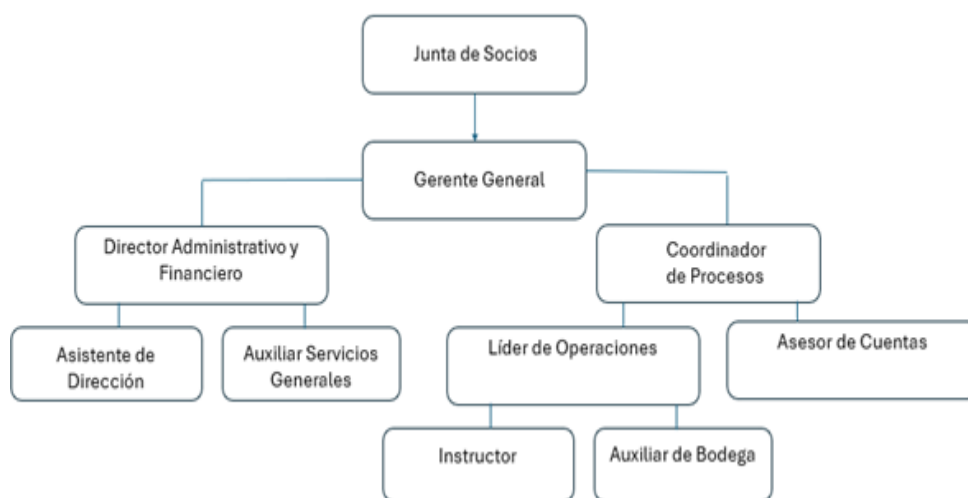 Junta de Socios
Gerente General
Director Administrativo y
Financiero
Coordinador
de Procesos
Asistente de
Dirección
Auxiliar Servicios
Generales
Líder de Operaciones
Asesor de Cuentas
Instructor
Auxiliar de Bodega